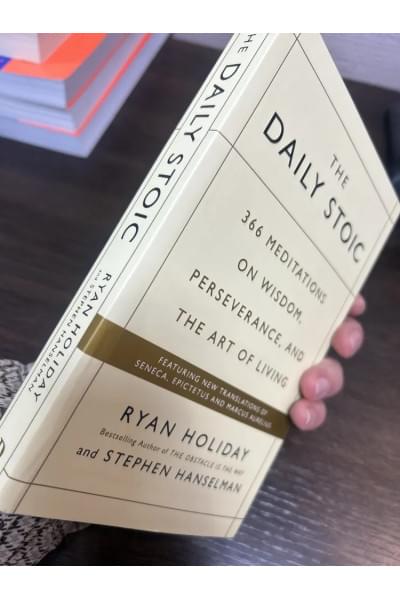 THE DAILY STOIC
RYAN HOLIDAY
AND STEPHEN HANSELMAN
THE
DAILY STOIC
366 MEDITATIONS
ON WISDOM,
PERSEVERANCE, AND
THE ART OF LIVING
FEATURING NEW TRANSLATIONS OF
SENECA, EPICTETUS AND MARCUS AURELIUS
RYAN HOLIDAY
Bestselling Author of THE OBSTACLE IS THE WAY
and STEPHEN HANSELMAN